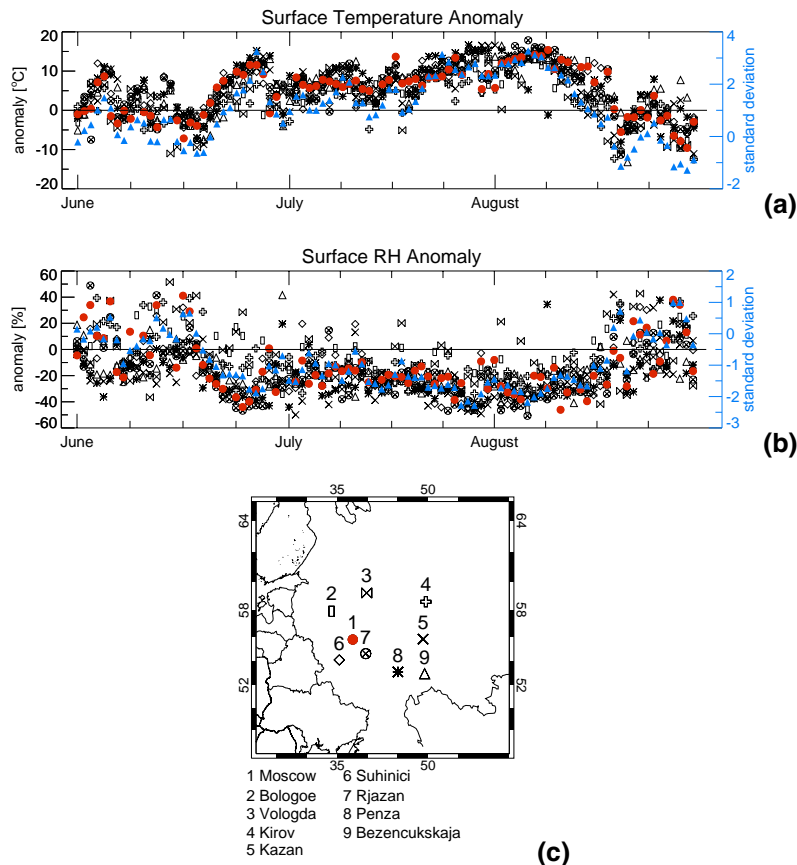 Surface Temperature Anomaly
20
10
0
-10
-20
anomaly [°C]
4
2
0
-2
standard deviation
June July August
(a)
Surface RH Anomaly
60
40
20
0
-20
-40
-60
anomaly [%]
2
1
0
-1
-2
-3
standard deviation
June July August
(b)
35 50
64 64
58 58
52 52
3
2 4
1 7 5
6 8 9
35 50
1 Moscow 6 Suhinici
2 Bologoe 7 Rjazan
3 Vologda 8 Penza
4 Kirov 9 Bezencukskaja
5 Kazan
(c)